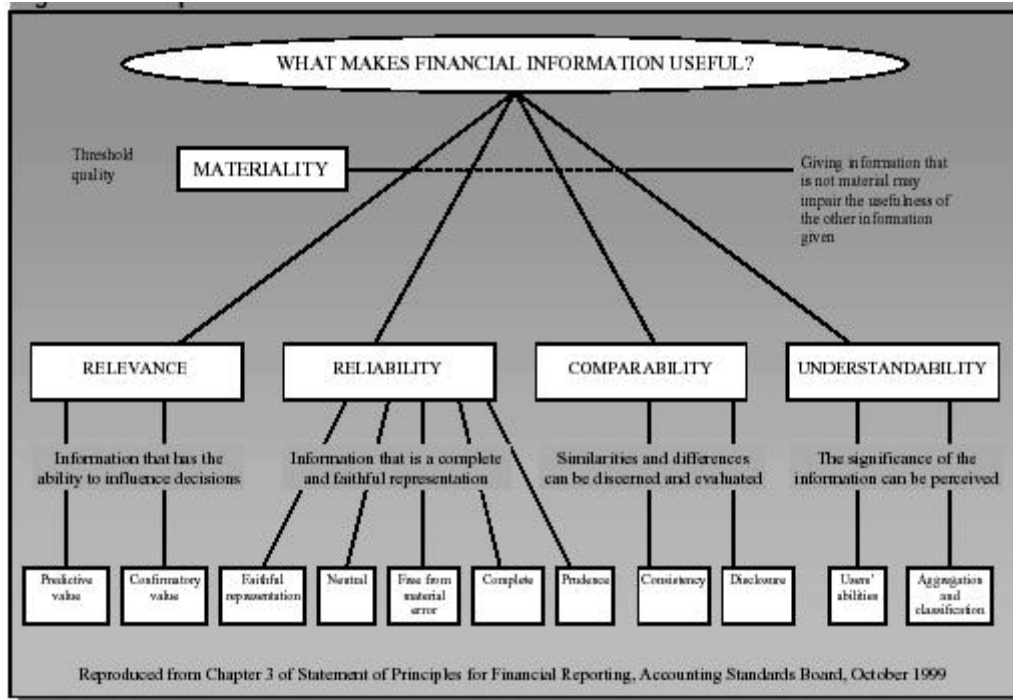 WHAT MAKES FINANCIAL INFORMATION USEFUL?
Threshold
quality
MATERIALITY
Giving information that
is not material may
impair the usefulness of
the other information
given
RELEVANCE
RELIABILITY
COMPARABILITY
UNDERSTANDABILITY
Information that has the
ability to influence decisions
Information that is a complete
and faithful representation
Similarities and differences
can be discerned and evaluated
The significance of the
information can be perceived
Predictive
value
Confirmatory
value
Faithful
representation
Neutral
Free from
material
error
Complete
Prudence
Consistency
Disclosure
Users'
abilities
Aggregation
and
classification
Reproduced from Chapter 3 of Statement of Principles for Financial Reporting, Accounting Standards Board, October 1999